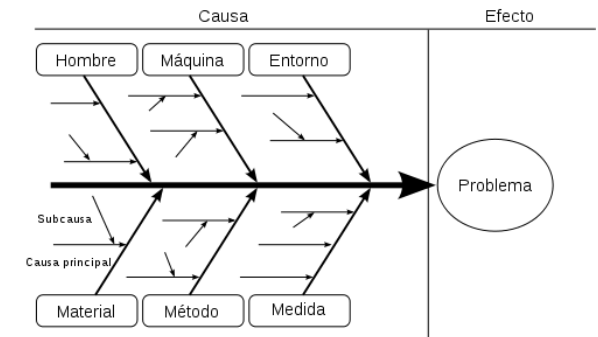 Causa
Efecto
Hombre
Máquina
Entorno
Problema
Subcausa
Causa principal
Material
Método
Medida